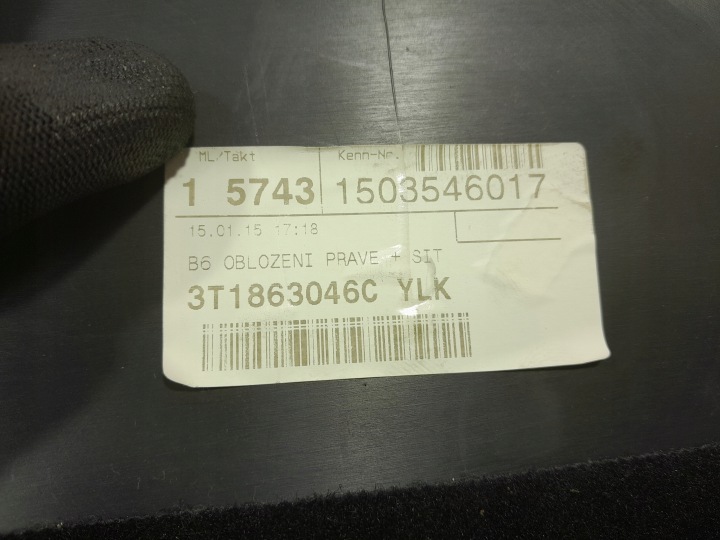 ML/Takt Kenn-Nr.
1 5743 1503546017
15.01.15 17:18
B6 OBLOZENI PRAVE + SIT
3T1863046C YLK